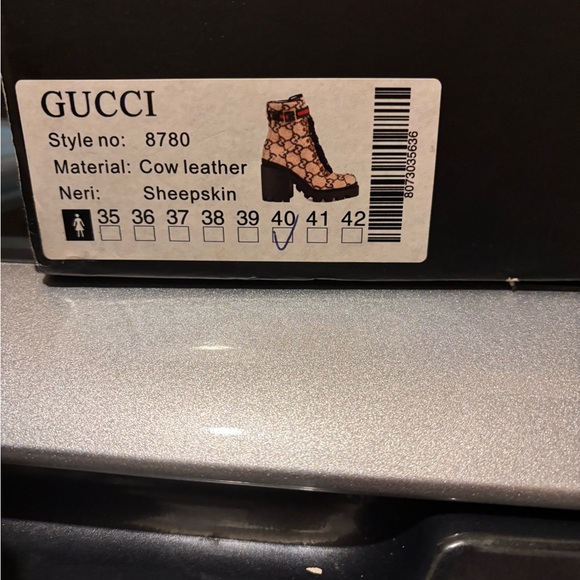 GUCCI
Style no: 8780
Material: Cow leather
Neri: Sheepskin
35 36 37 38 39 40 41 42
8073035636